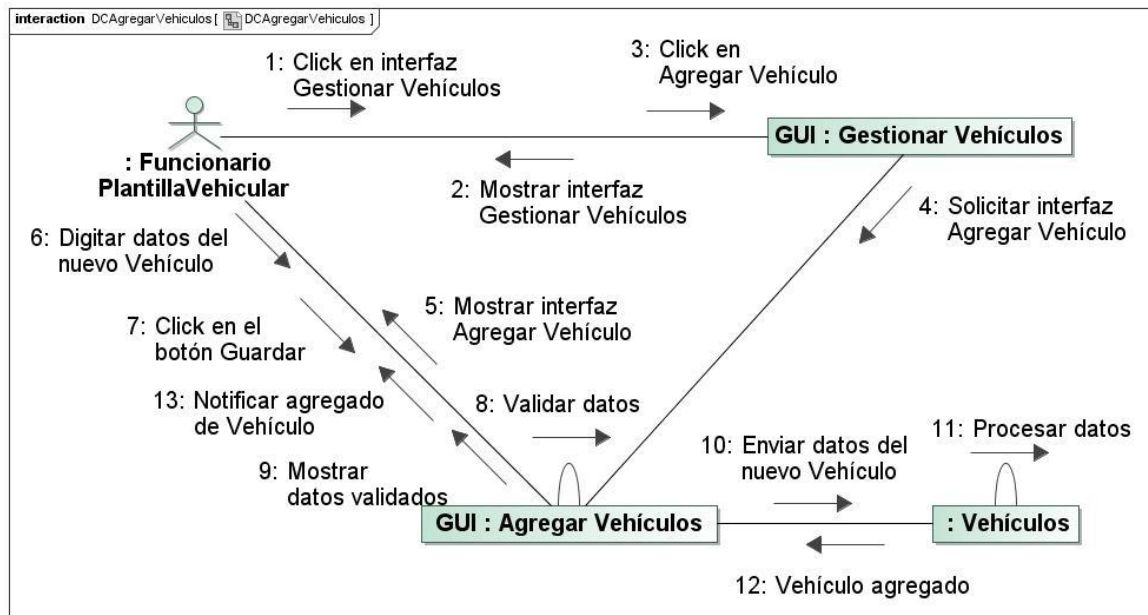 interaction DCAgregarVehiculos [ DCAgregarVehiculos ]
1: Click en interfaz
Gestionar Vehículos
3: Click en
Agregar Vehículo
GUI : Gestionar Vehículos
: Funcionario
PlantillaVehicular
2: Mostrar interfaz
Gestionar Vehículos
4: Solicitar interfaz
Agregar Vehículo
6: Digitar datos del
nuevo Vehículo
5: Mostrar interfaz
Agregar Vehículo
7: Click en el
botón Guardar
13: Notificar agregado
de Vehículo
8: Validar datos
9: Mostrar
datos validados
10: Enviar datos del
nuevo Vehículo
11: Procesar datos
GUI : Agregar Vehículos
: Vehículos
12: Vehículo agregado